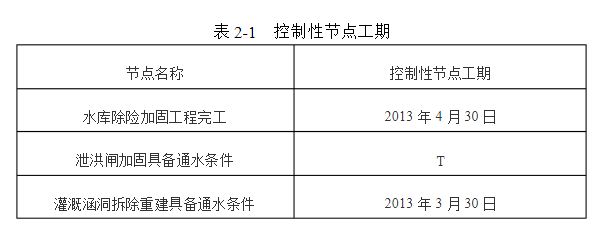 表 2-1 控制性节点工期
节点名称 控制性节点工期
水库除险加固工程完工 2013 年 4 月 30 日
泄洪闸加固具备通水条件 T
灌溉涵洞拆除重建具备通水条件 2013 年 3 月 30 日